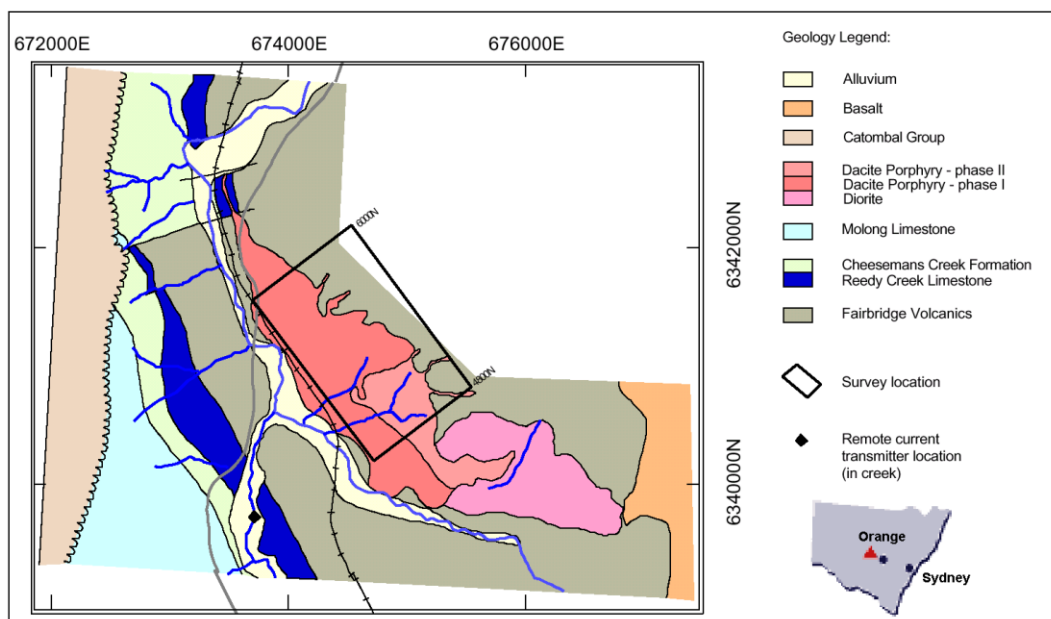 672000E 674000E 676000E
6342000N
6340000N
6000N
4800N
Geology Legend:
Alluvium
Basalt
Catombal Group
Dacite Porphyry - phase II
Dacite Porphyry - phase I
Diorite
Molong Limestone
Cheesemans Creek Formation
Reedy Creek Limestone
Fairbridge Volcanics
Survey location
Remote current
transmitter location
(in creek)
Orange
Sydney